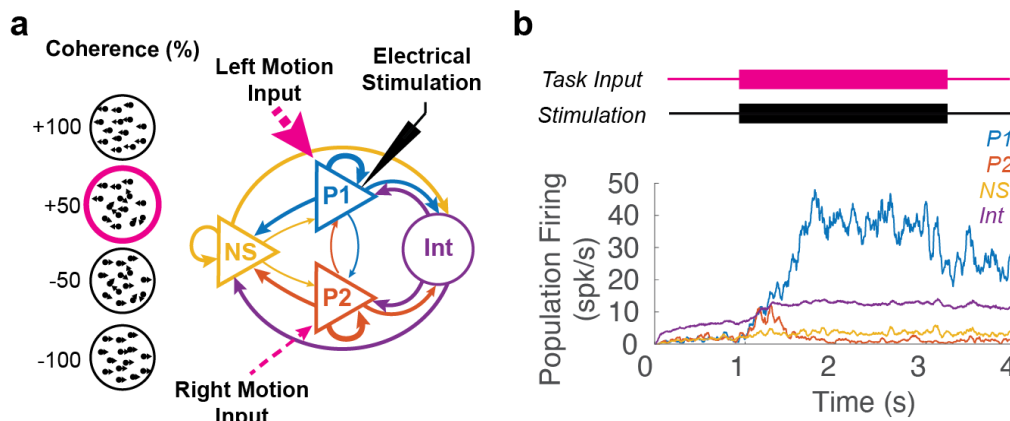 a
Coherence (%)
+100
+50
-50
-100
Left Motion
Input
Electrical
Stimulation
P1
NS
Int
P2
Right Motion
Input
b
Task Input
Stimulation
P1
P2
NS
Int
Population Firing
(spk/s)
50
40
30
20
10
0
0
1
2
3
4
Time (s)